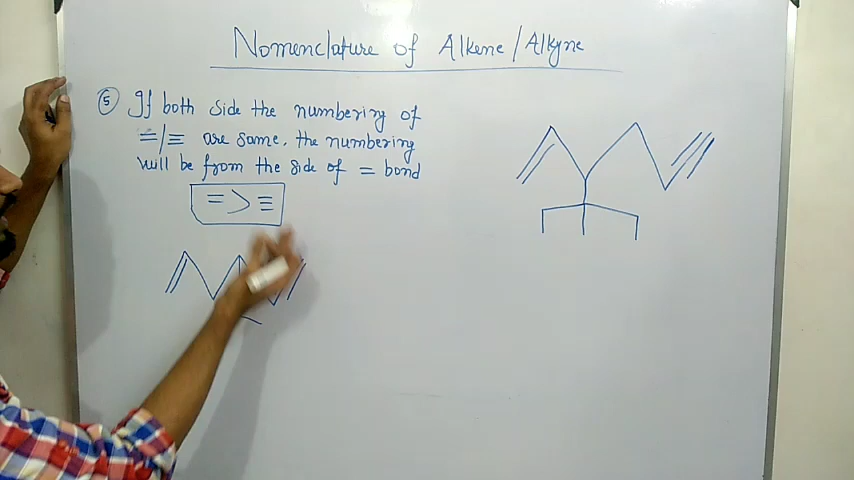 Nomenclature of Alkene/Alkyne
⑤ If both side the numbering of
=/≡ are same, the numbering
will be from the side of = bond
= > ≡